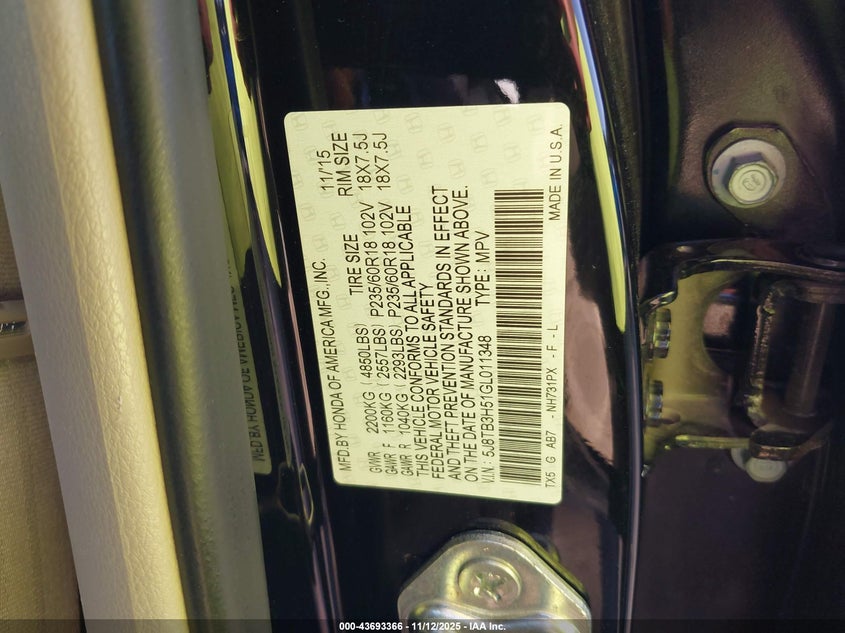 MFD.BY HONDA OF AMERICA MFG.,INC. 11/'15
TIRE SIZE RIM SIZE
GVWR 2200KG (4850LBS)
GAWR F 1160KG (2557LBS) P235/60R18 102V 18X7.5J
GAWR R 1040KG (2293LBS) P235/60R18 102V 18X7.5J
THIS VEHICLE CONFORMS TO ALL APPLICABLE
FEDERAL MOTOR VEHICLE SAFETY
AND THEFT PREVENTION STANDARDS IN EFFECT
ON THE DATE OF MANUFACTURE SHOWN ABOVE.
V.I.N.: 5J8TB3H51GL011348 TYPE: MPV
TX5 G AB7 -NH731PX -F -L MADE IN U.S.A.
000-43693366 - 11/12/2025 - IAA Inc.